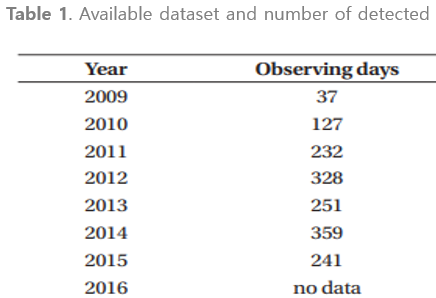 Table 1. Available dataset and number of detected
Year Observing days
2009 37
2010 127
2011 232
2012 328
2013 251
2014 359
2015 241
2016 no data